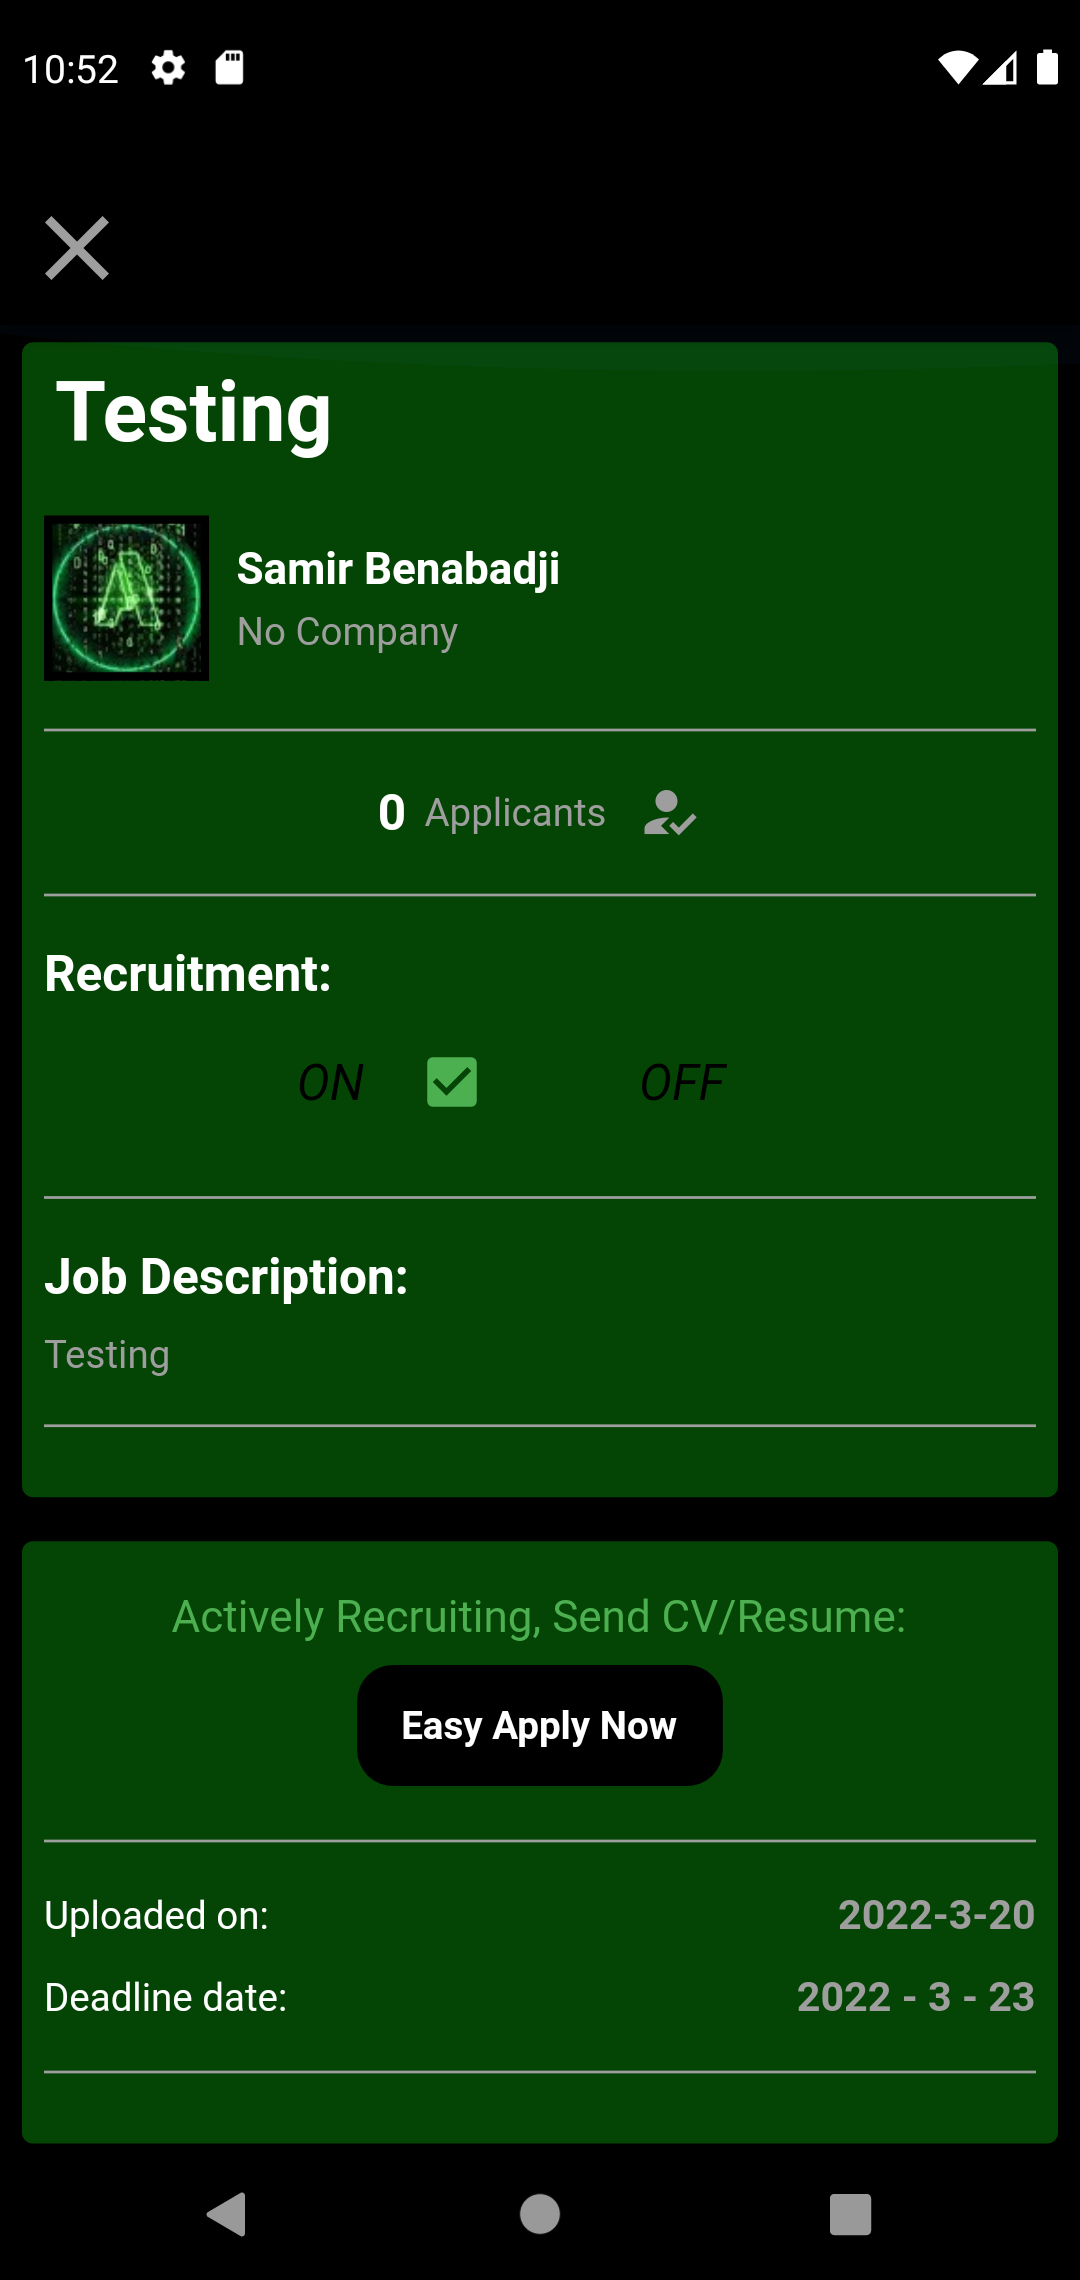 10:52
Testing
Samir Benabadji
No Company
0 Applicants
Recruitment:
ON OFF
Job Description:
Testing
Actively Recruiting, Send CV/Resume:
Easy Apply Now
Uploaded on: 2022-3-20
Deadline date: 2022 - 3 - 23